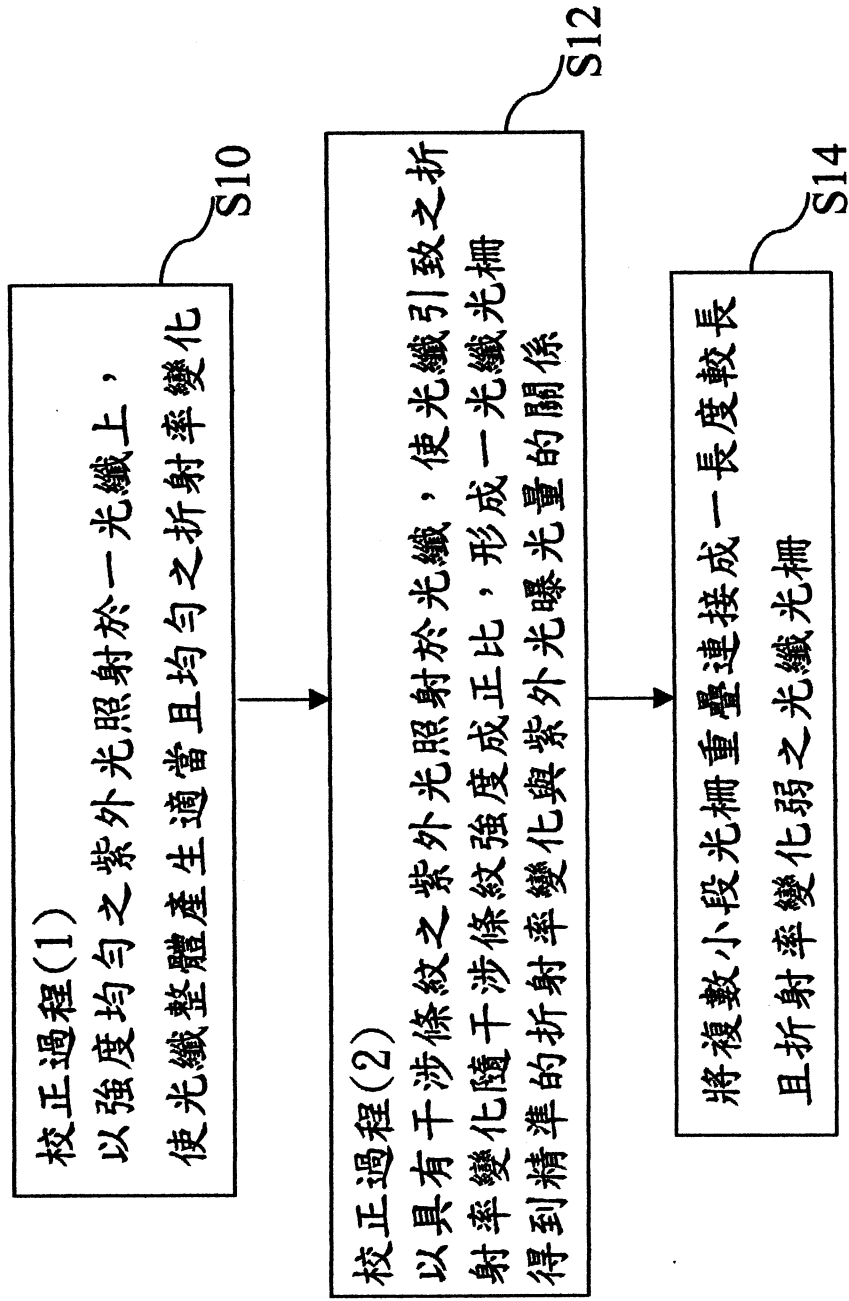 校正過程(1)
以強度均勻之紫外光照射於一光纖上，
使光纖整體產生適當且均勻之折射率變化
S10
校正過程(2)
以具有干涉條紋之紫外光照射於光纖，使光纖引致之折
射率變化隨干涉條紋強度成正比，形成一光纖光柵
得到精準的折射率變化與紫外光曝光量的關係
S12
將複數小段光柵重疊連接成一長度較長
且折射率變化弱之光纖光柵
S14